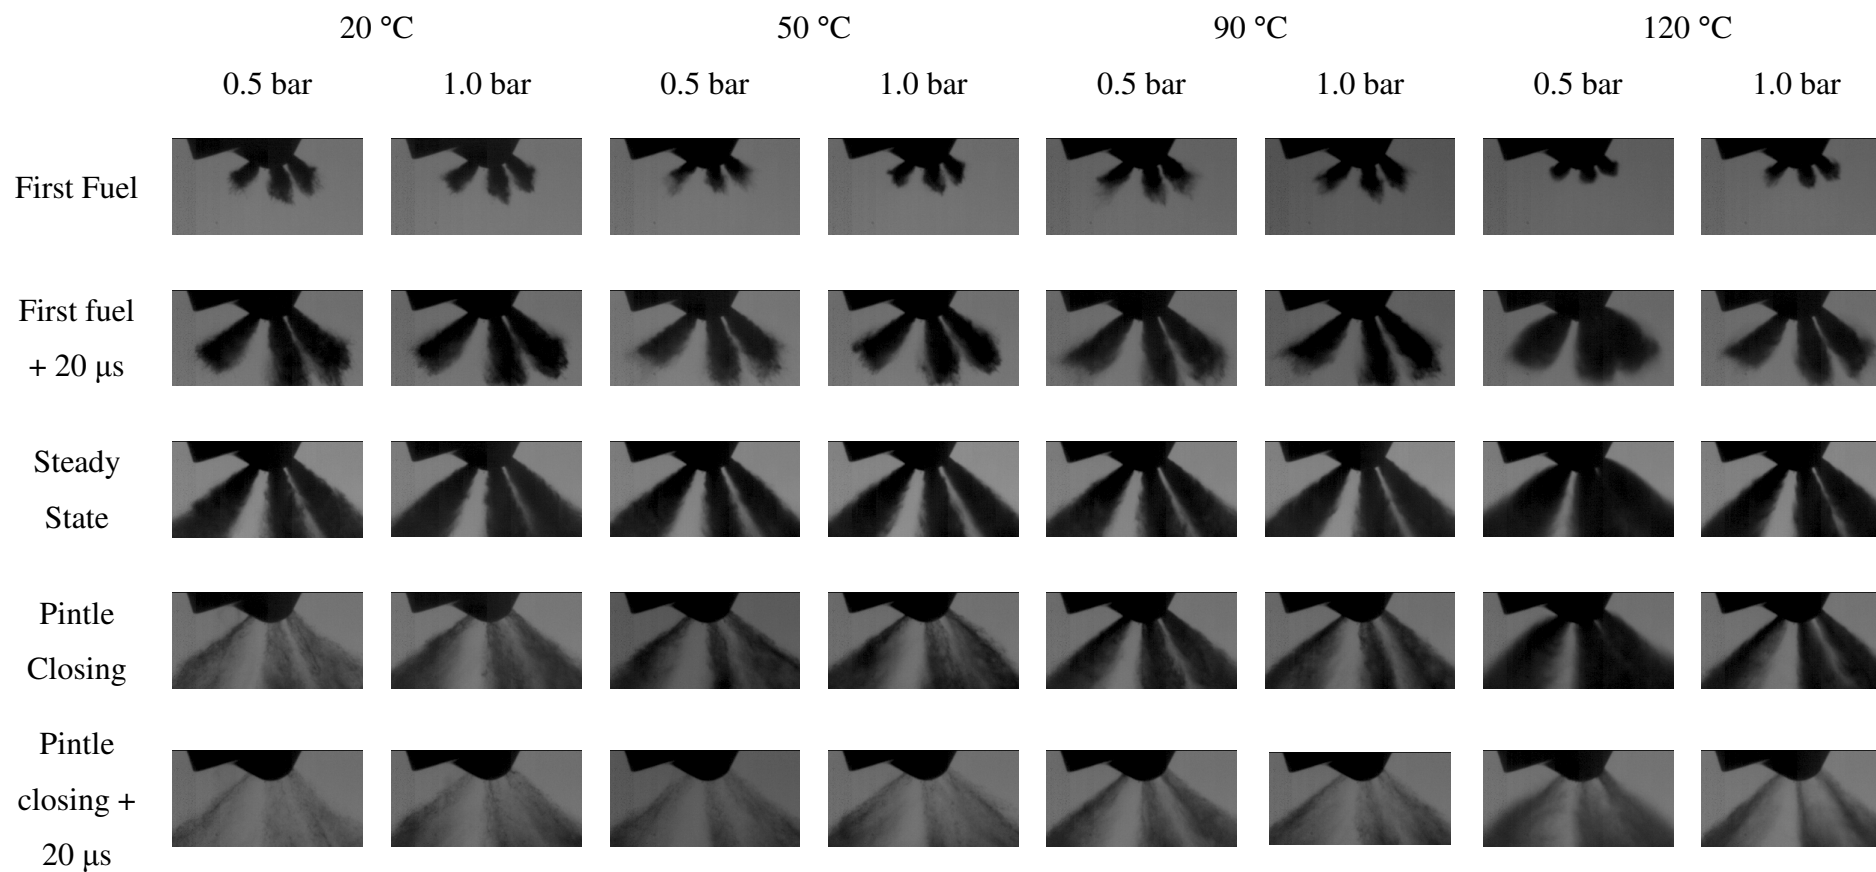 20 °C 50 °C 90 °C 120 °C
0.5 bar 1.0 bar 0.5 bar 1.0 bar 0.5 bar 1.0 bar 0.5 bar 1.0 bar
First Fuel
First fuel
+ 20 μs
Steady
State
Pintle
Closing
Pintle
closing +
20 μs